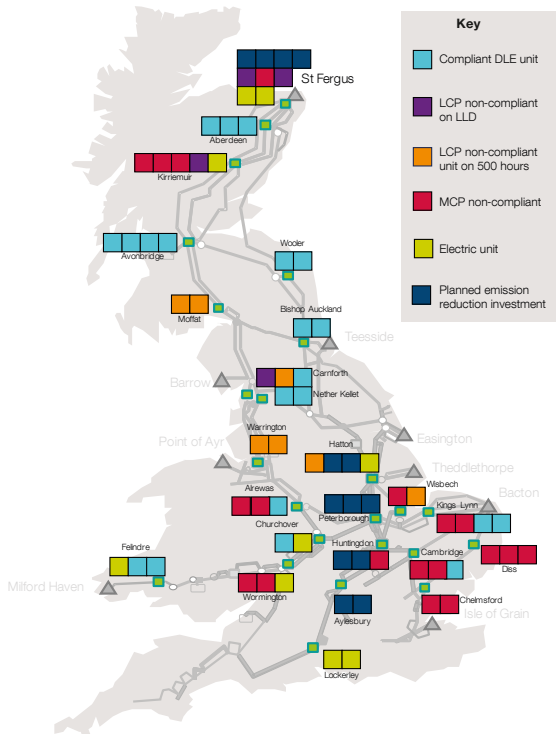 Key
Compliant DLE unit
LCP non-compliant
on LLD
LCP non-compliant
unit on 500 hours
MCP non-compliant
Electric unit
Planned emission
reduction investment
St Fergus
Aberdeen
Kirriemuir
Avonbridge
Wooler
Moffat
Bishop Auckland
Teesside
Barrow
Carnforth
Nether Kellet
Warrington
Point of Ayr
Hatton
Easington
Theddlethorpe
Alrewas
Wisbech
Bacton
Peterborough
Kings Lynn
Churchover
Huntingdon
Felindre
Cambridge
Diss
Milford Haven
Wormington
Chelmsford
Aylesbury
Isle of Grain
Lockerley